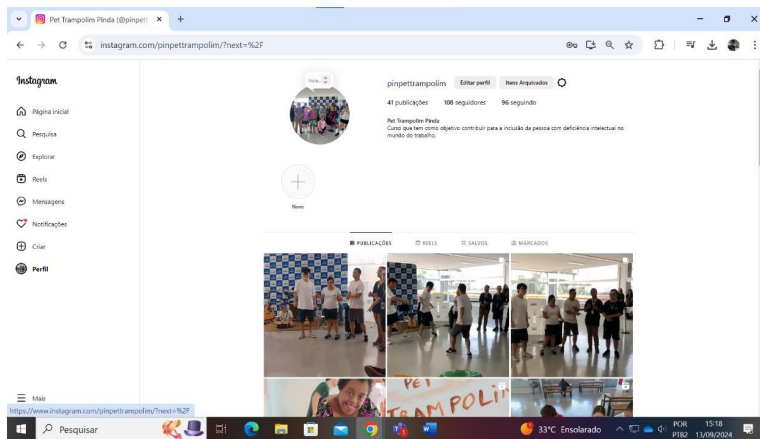 Pet Trampolim Pinda (@pinpett
instagram.com/pinpettrampolim/?next=%2F
Instagram
Página inicial
Pesquisa
Explorar
Reels
Mensagens
Notificações
Criar
Perfil
Mais
pinpettrampolim Editar perfil Itens Arquivados
41 publicações 108 seguidores 96 seguindo
Pet Trampolim Pinda
Curso que tem como objetivo contribuir para a inclusão da pessoa com deficiência intelectual no
mundo do trabalho.
Novo
PUBLICAÇÕES REELS SALVOS MARCADOS
PET
TRAMPOLIM
https://www.instagram.com/pinpettrampolim/?next=%2F
Pesquisar
33°C Ensolarado
POR
PTB2
15:18
13/09/2024